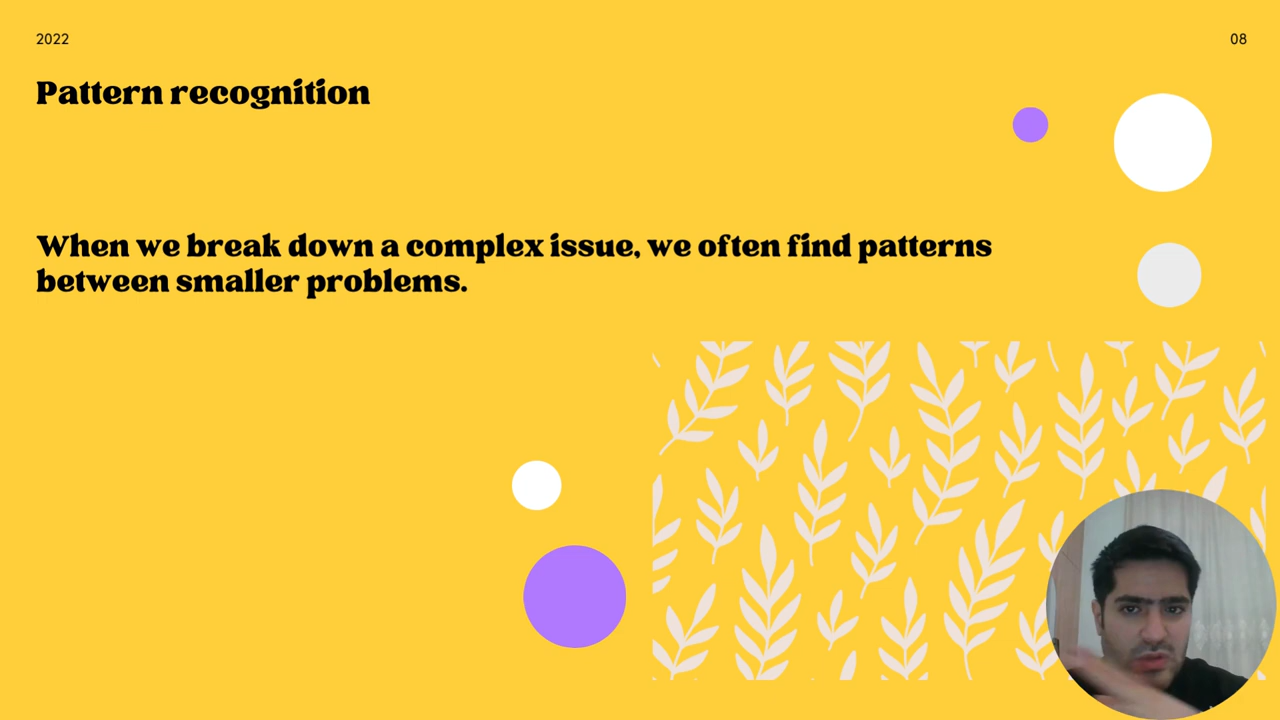 2022
08
Pattern recognition
When we break down a complex issue, we often find patterns
between smaller problems.